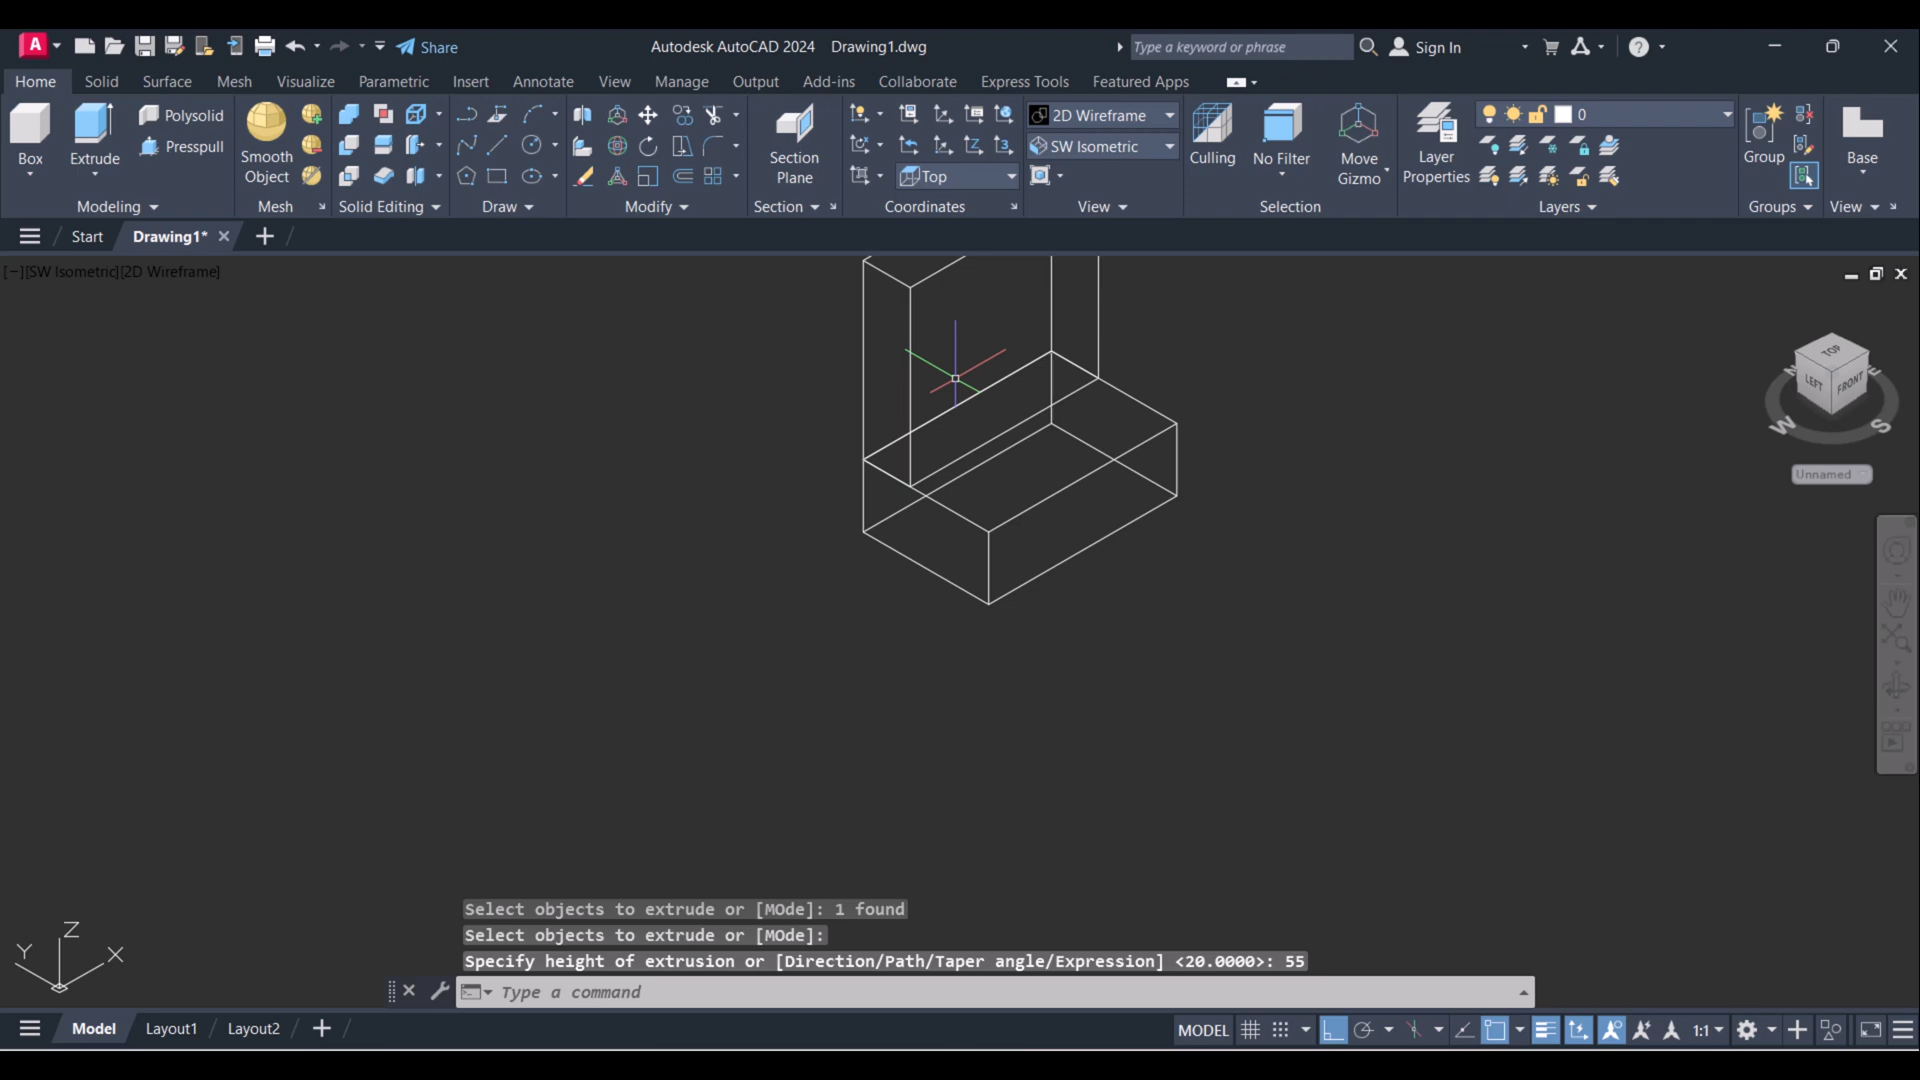 A Share Autodesk AutoCAD 2024 Drawing1.dwg Type a keyword or phrase Sign In
Home Solid Surface Mesh Visualize Parametric Insert Annotate View Manage Output Add-ins Collaborate Express Tools Featured Apps
Polysolid 2D Wireframe 0
Presspull SW Isometric
Box Extrude Smooth Object Section Plane Top Culling No Filter Move Gizmo Layer Properties Group Base
Modeling Mesh Solid Editing Draw Modify Section Coordinates View Selection Layers Groups View
Start Drawing1*
[−][SW Isometric][2D Wireframe]
TOP
LEFT FRONT
N E
W S
Unnamed
Z
Y X
Select objects to extrude or [MOde]: 1 found
Select objects to extrude or [MOde]:
Specify height of extrusion or [Direction/Path/Taper angle/Expression] <20.0000>: 55
Type a command
Model Layout1 Layout2 MODEL 1:1